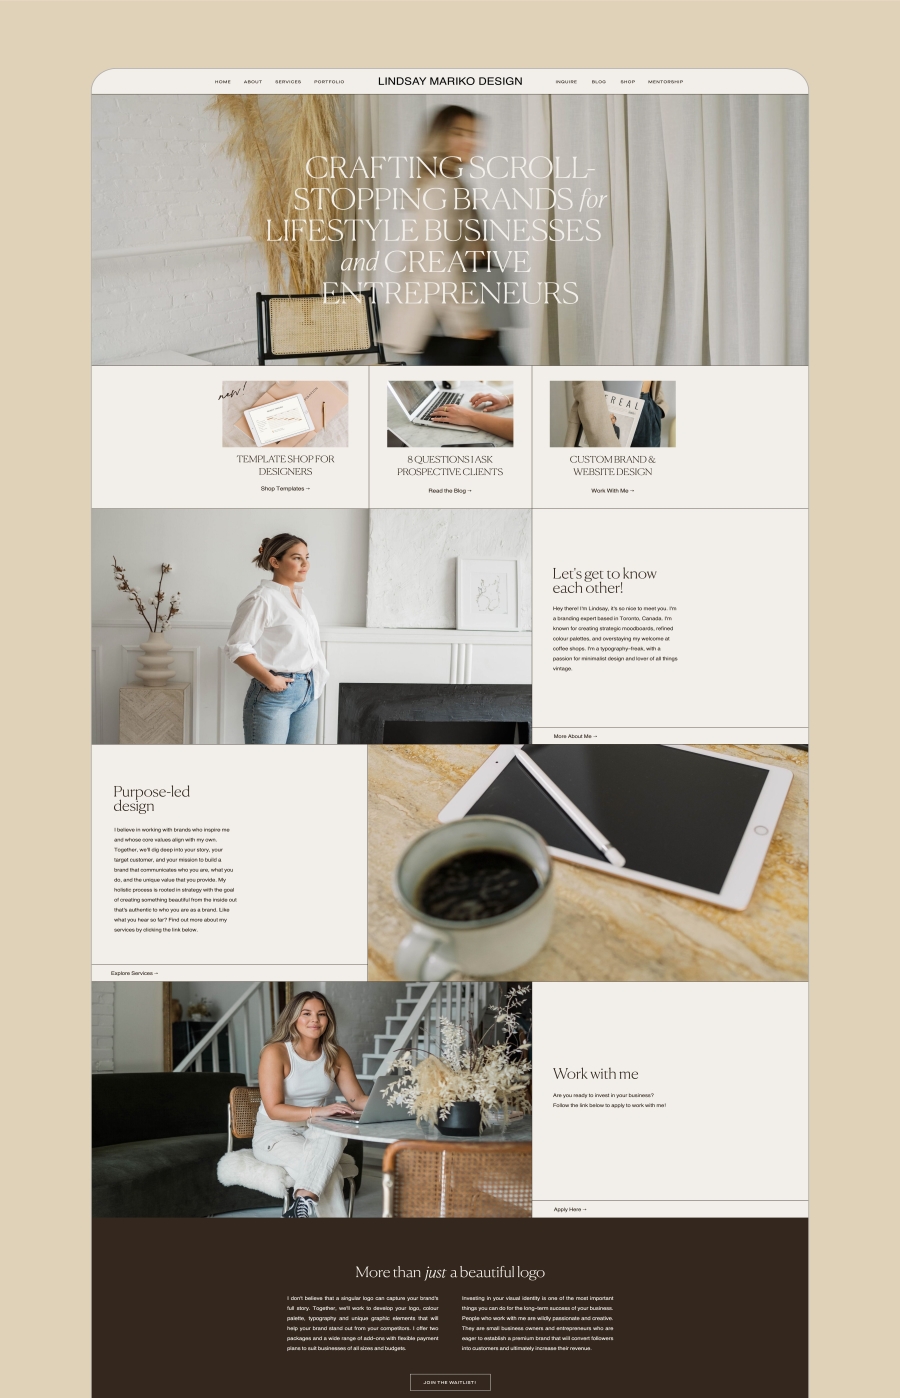 HOME ABOUT SERVICES PORTFOLIO LINDSAY MARIKO DESIGN INQUIRE BLOG SHOP MENTORSHIP
CRAFTING SCROLL-
STOPPING BRANDS for
LIFESTYLE BUSINESSES
and CREATIVE
ENTREPRENEURS
new!
TEMPLATE SHOP FOR
DESIGNERS
Shop Templates →
8 QUESTIONS I ASK
PROSPECTIVE CLIENTS
Read the Blog →
REAL
CUSTOM BRAND &
WEBSITE DESIGN
Work With Me →
Let's get to know
each other!
Hey there! I'm Lindsay, it's so nice to meet you. I'm
a branding expert based in Toronto, Canada. I'm
known for creating strategic moodboards, refined
colour palettes, and overstaying my welcome at
coffee shops. I'm a typography-freak, with a
passion for minimalist design and lover of all things
vintage.
More About Me →
Purpose-led
design
I believe in working with brands who inspire me
and whose core values align with my own.
Together, we'll dig deep into your story, your
target customer, and your mission to build a
brand that communicates who you are, what you
do, and the unique value that you provide. My
holistic process is rooted in strategy with the goal
of creating something beautiful from the inside out
that's authentic to who you are as a brand. Like
what you hear so far? Find out more about my
services by clicking the link below.
Explore Services →
Work with me
Are you ready to invest in your business?
Follow the link below to apply to work with me!
Apply Here →
More than just a beautiful logo
I don't believe that a singular logo can capture your brand's
full story. Together, we'll work to develop your logo, colour
palette, typography and unique graphic elements that will
help your brand stand out from your competitors. I offer two
packages and a wide range of add-ons with flexible payment
plans to suit businesses of all sizes and budgets.
Investing in your visual identity is one of the most important
things you can do for the long-term success of your business.
People who work with me are wildly passionate and creative.
They are small business owners and entrepreneurs who are
eager to establish a premium brand that will convert followers
into customers and ultimately increase their revenue.
JOIN THE WAITLIST!